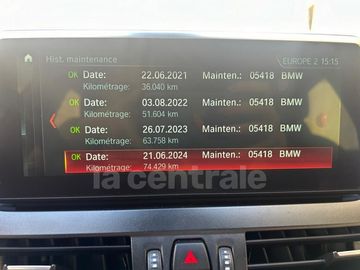 Hist. maintenance
EUROPE 2 15:15
OK Date: 22.06.2021 Mainten.: 05418 BMW
Kilométrage: 36.040 km
OK Date: 03.08.2022 Mainten.: 05418 BMW
Kilométrage: 51.604 km
OK Date: 26.07.2023 Mainten.: 05418 BMW
Kilométrage: 63.758 km
OK Date: 21.06.2024 Mainten.: 05418 BMW
Kilométrage: 74.429 km
la centrale